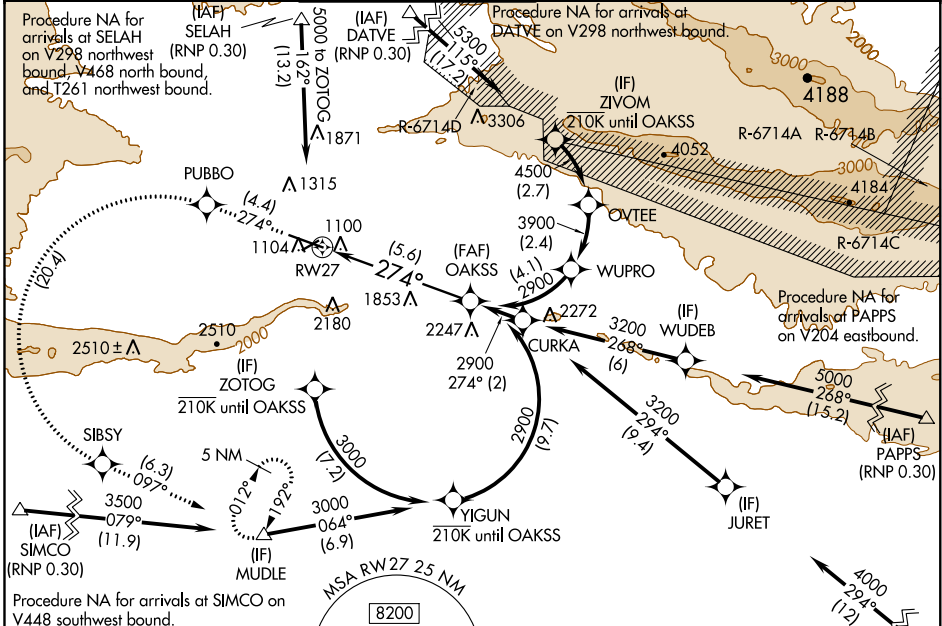 Procedure NA for
arrivals at SELAH
on V298 northwest
bound, V468 north bound,
and T261 northwest bound.
(IAF)
SELAH
(RNP 0.30)
5000 to ZOTOG
162°
(13.2)
(IAF)
DATVE
(RNP 0.30)
5300
115°
(17.2)
Procedure NA for arrivals at
DATVE on V298 northwest bound.
2000
3000
4188
(IF)
ZIVOM
210K until OAKSS
R-6714D
3306
R-6714A
R-6714B
4052
3000
4184
R-6714C
1871
1315
PUBBO
(4.4)
274°
1104
1100
RW27
(5.6)
274°
(FAF)
OAKSS
4500
(2.7)
OVTEE
3900
(2.4)
WUPRO
(4.1)
2900
1853
2247
2272
CURKA
2900
274° (2)
(IF)
WUDEB
3200
268°
(6)
Procedure NA for
arrivals at PAPPS
on V204 eastbound.
5000
268°
(15.2)
(IAF)
PAPPS
(RNP 0.30)
(20.4)
2180
2510 ±
2510
2000
(IF)
ZOTOG
210K until OAKSS
3000
(7.2)
2900
(9.7)
3200
294°
(9.4)
(IF)
JURET
SIBSY
(6.3)
097°
5 NM
012°
192°
3500
079°
(11.9)
(IAF)
SIMCO
(RNP 0.30)
(IF)
MUDLE
3000
064°
(6.9)
YIGUN
210K until OAKSS
4000
294°
(12)
Procedure NA for arrivals at SIMCO on
V448 southwest bound.
MSA RW27 25 NM
8200